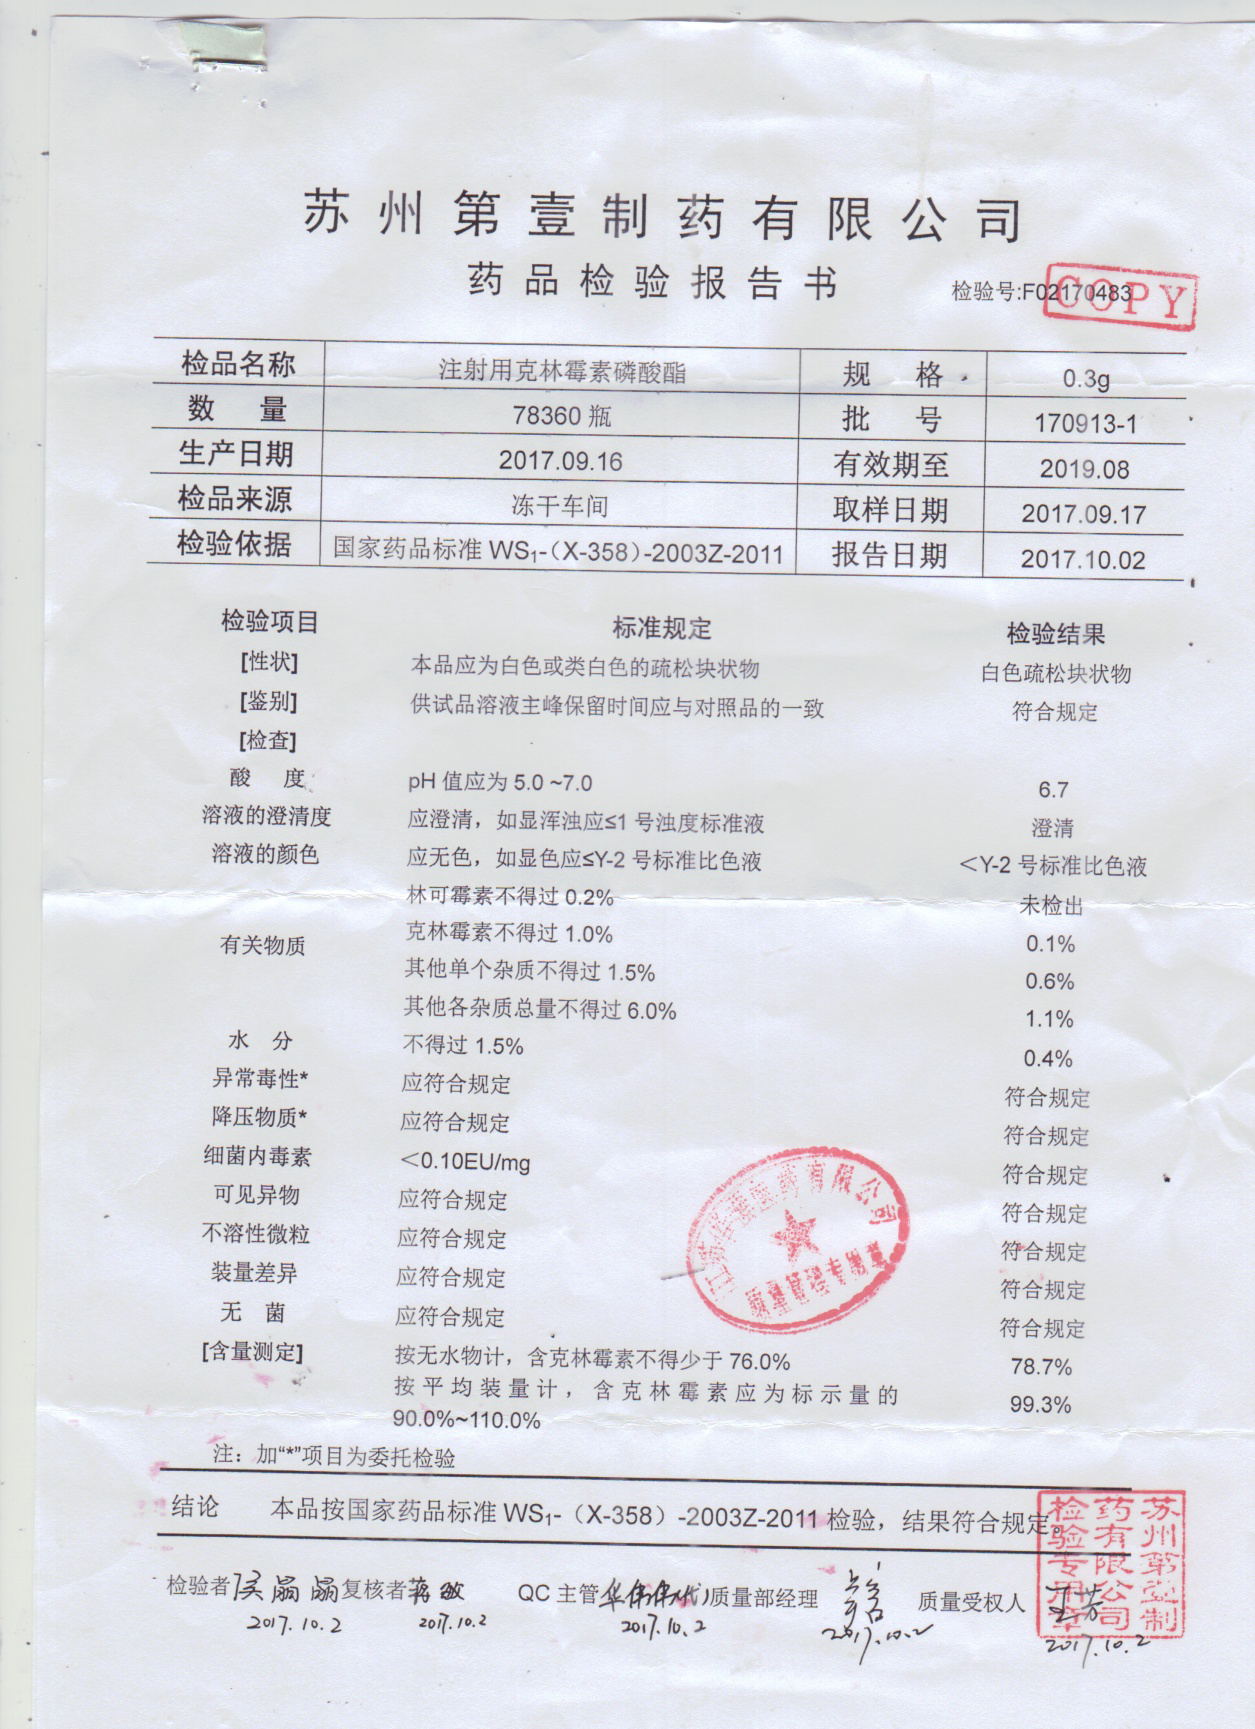 苏州第壹制药有限公司
药品检验报告书
检验号:F02170483
COPY
检品名称 注射用克林霉素磷酸酯 规 格 0.3g
数 量 78360 瓶 批 号 170913-1
生产日期 2017.09.16 有效期至 2019.08
检品来源 冻干车间 取样日期 2017.09.17
检验依据 国家药品标准 WS₁-(X-358)-2003Z-2011 报告日期 2017.10.02
检验项目 标准规定 检验结果
[性状] 本品应为白色或类白色的疏松块状物 白色疏松块状物
[鉴别] 供试品溶液主峰保留时间应与对照品的一致 符合规定
[检查]
酸 度 pH 值应为 5.0 ~7.0 6.7
溶液的澄清度 应澄清，如显浑浊应≤1 号浊度标准液 澄清
溶液的颜色 应无色，如显色应≤Y-2 号标准比色液 <Y-2 号标准比色液
林可霉素不得过 0.2% 未检出
有关物质 克林霉素不得过 1.0% 0.1%
其他单个杂质不得过 1.5% 0.6%
其他各杂质总量不得过 6.0% 1.1%
水 分 不得过 1.5% 0.4%
异常毒性* 应符合规定 符合规定
降压物质* 应符合规定 符合规定
细菌内毒素 <0.10EU/mg 符合规定
可见异物 应符合规定 符合规定
不溶性微粒 应符合规定 符合规定
装量差异 应符合规定 符合规定
无 菌 应符合规定 符合规定
[含量测定] 按无水物计，含克林霉素不得少于 76.0% 78.7%
按平均装量计，含克林霉素应为标示量的 99.3%
90.0%~110.0%
注：加“*”项目为委托检验
结论 本品按国家药品标准 WS₁-（X-358）-2003Z-2011 检验，结果符合规定。
苏州第壹制药有限公司检验专用章
检验者 复核者 蒋敏 QC 主管 华伟伟代 质量部经理 质量受权人 王芳
2017.10.2 2017.10.2 2017.10.2 2017.10.2 2017.10.2